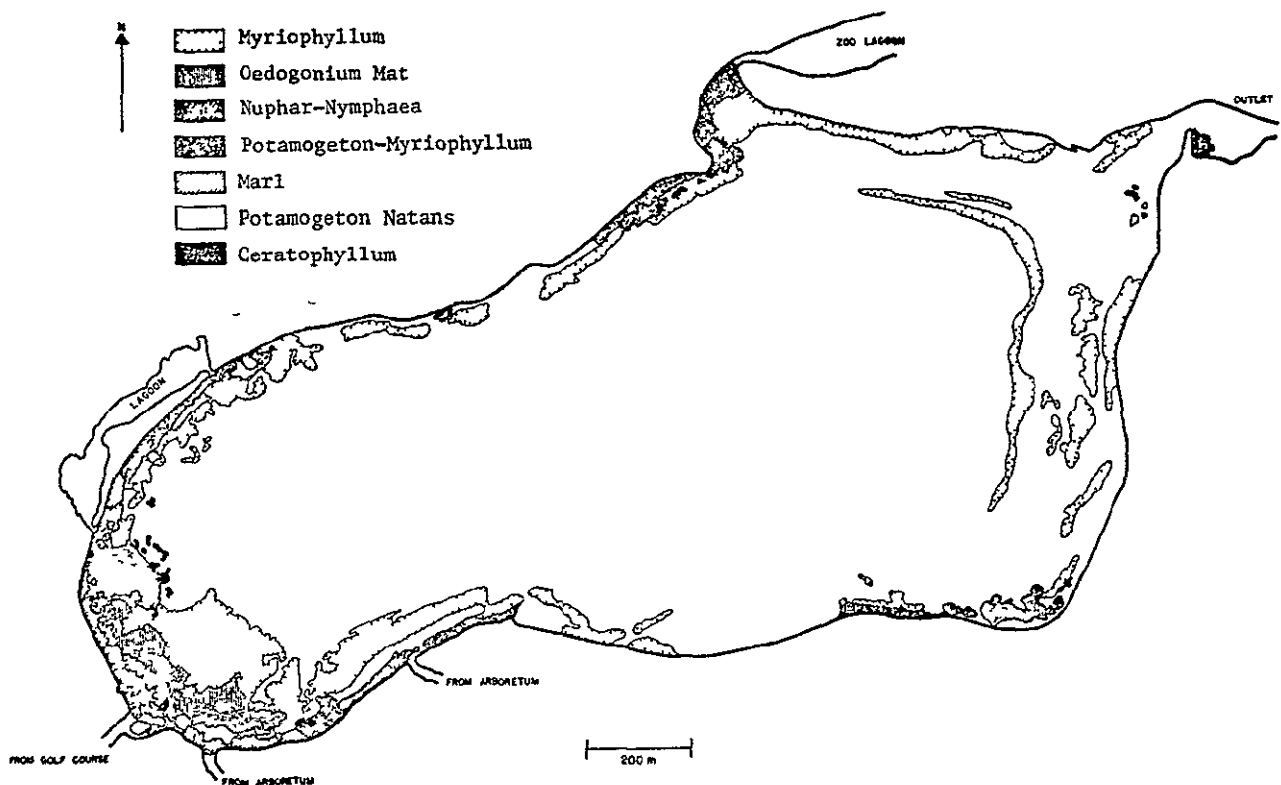 N
Myriophyllum
Oedogonium Mat
Nuphar-Nymphaea
Potamogeton-Myriophyllum
Marl
Potamogeton Natans
Ceratophyllum
ZOO LAGOON
OUTLET
LAGOON
FROM ARBORETUM
FROM GOLF COURSE
FROM ARBORETUM
200 m